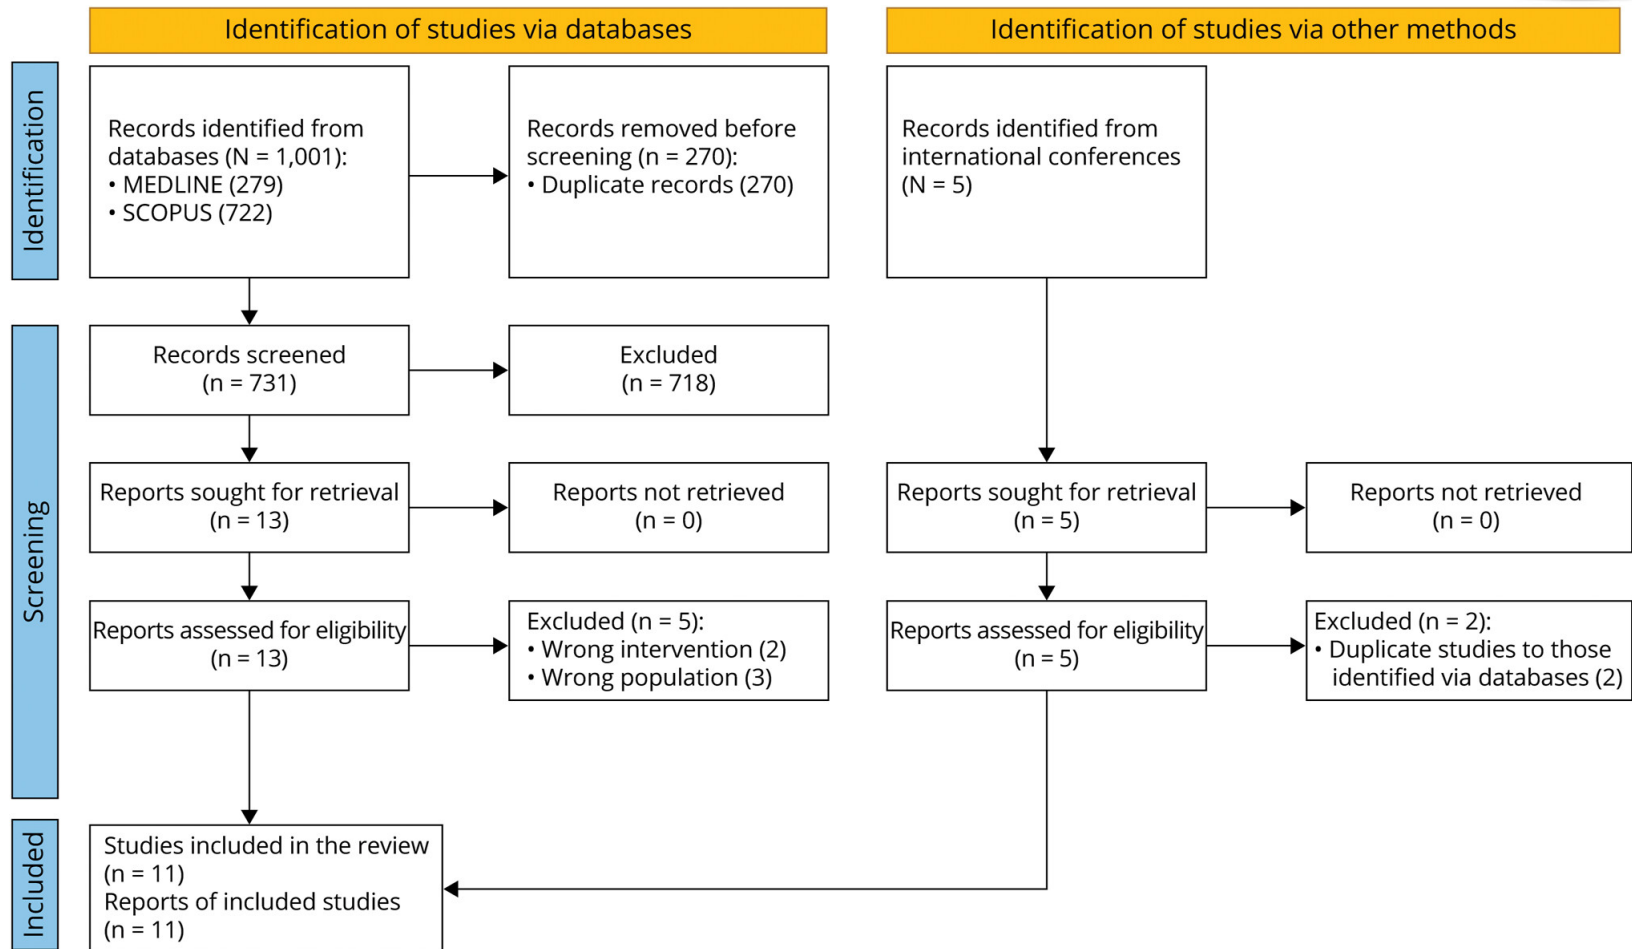 Identification of studies via databases
Identification of studies via other methods
Identification
Records identified from
databases (N = 1,001):
• MEDLINE (279)
• SCOPUS (722)
Records removed before
screening (n = 270):
• Duplicate records (270)
Records identified from
international conferences
(N = 5)
Screening
Records screened
(n = 731)
Excluded
(n = 718)
Reports sought for retrieval
(n = 13)
Reports not retrieved
(n = 0)
Reports sought for retrieval
(n = 5)
Reports not retrieved
(n = 0)
Reports assessed for eligibility
(n = 13)
Excluded (n = 5):
• Wrong intervention (2)
• Wrong population (3)
Reports assessed for eligibility
(n = 5)
Excluded (n = 2):
• Duplicate studies to those
identified via databases (2)
Included
Studies included in the review
(n = 11)
Reports of included studies
(n = 11)